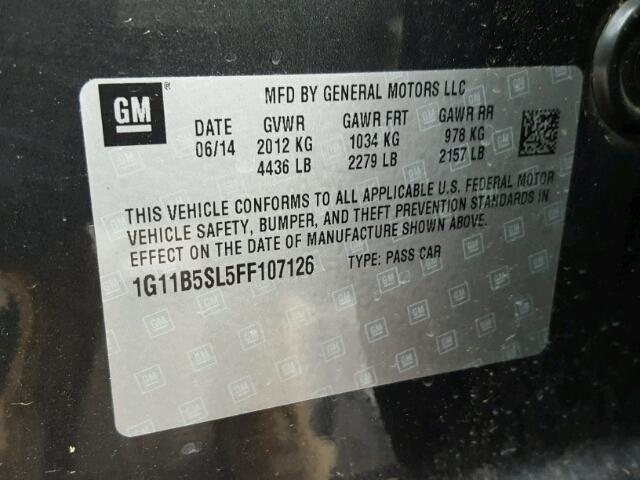 GM ®
MFD BY GENERAL MOTORS LLC
DATE GVWR GAWR FRT GAWR RR
06/14 2012 KG 1034 KG 978 KG
4436 LB 2279 LB 2157 LB
THIS VEHICLE CONFORMS TO ALL APPLICABLE U.S. FEDERAL MOTOR
VEHICLE SAFETY, BUMPER, AND THEFT PREVENTION STANDARDS IN
EFFECT ON THE DATE OF MANUFACTURE SHOWN ABOVE.
1G11B5SL5FF107126 TYPE: PASS CAR